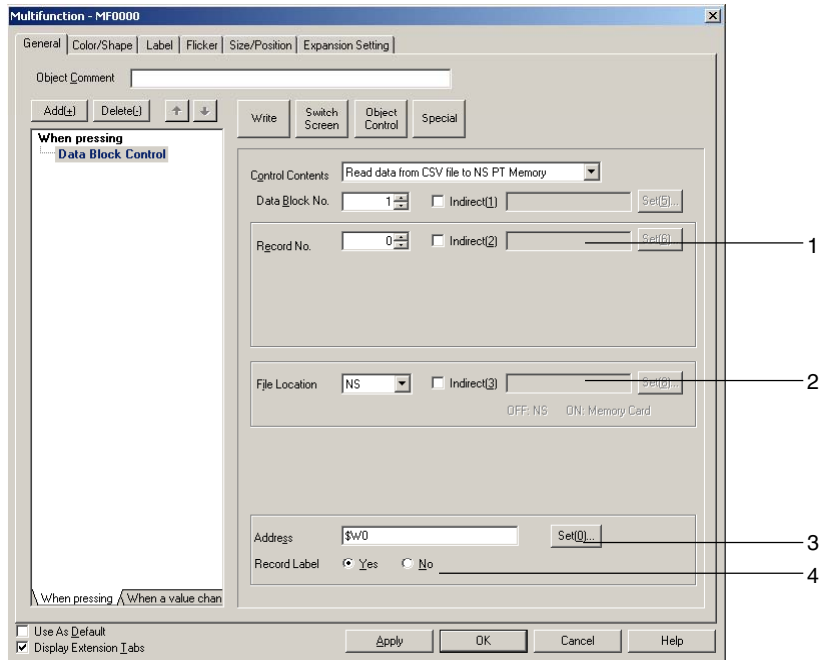 Multifunction - MF0000
General Color/Shape Label Flicker Size/Position Expansion Setting
Object Comment
Add(+) Delete(-)
Write Switch Screen Object Control Special
When pressing
Data Block Control
Control Contents Read data from CSV file to NS PT Memory
Data Block No. 1 Indirect(1) Set(5)...
Record No. 0 Indirect(2) Set(6)... 1
File Location NS Indirect(3) Set(8)... 2
OFF: NS ON: Memory Card
Address $W0 Set(0)... 3
Record Label Yes No 4
When pressing When a value chan
Use As Default
Display Extension Tabs
Apply OK Cancel Help